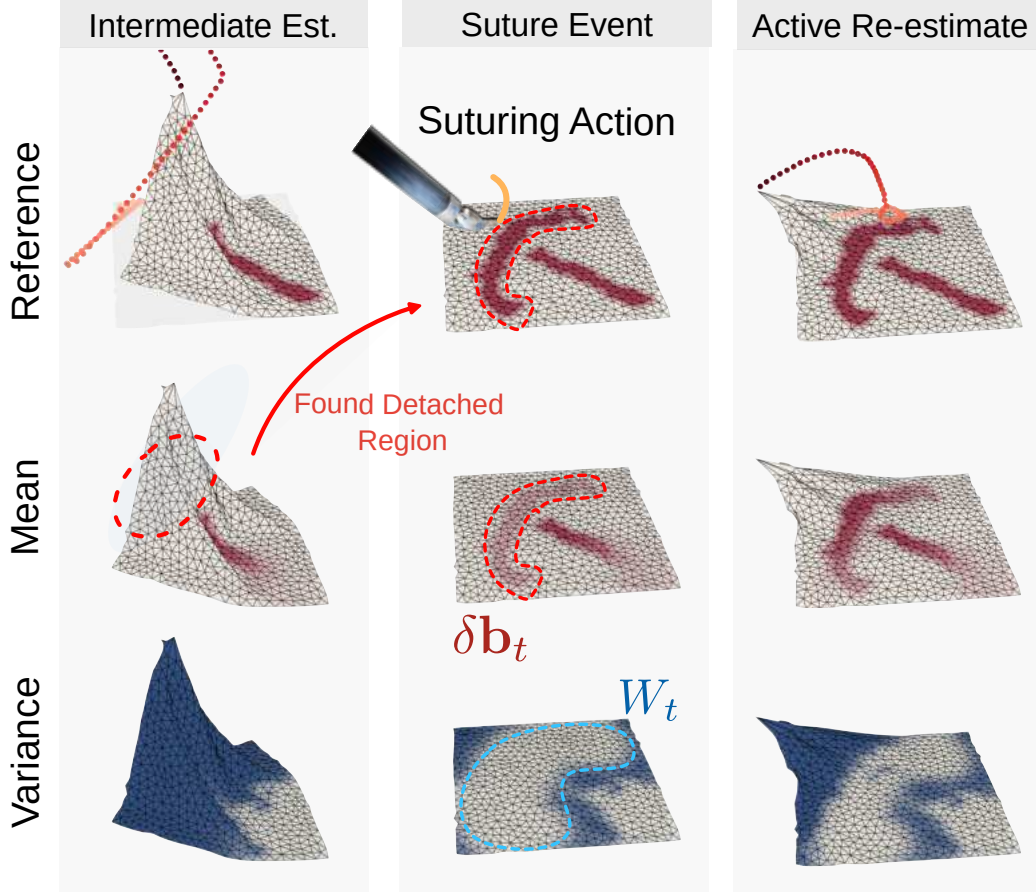 Intermediate Est.
Suture Event
Active Re-estimate
Reference
Suturing Action
Found Detached
Region
Mean
δb_t
Variance
W_t